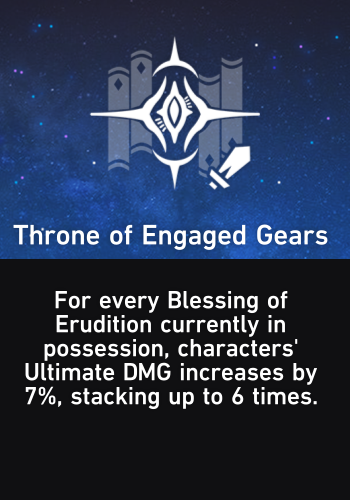 Throne of Engaged Gears
For every Blessing of
Erudition currently in
possession, characters'
Ultimate DMG increases by
7%, stacking up to 6 times.